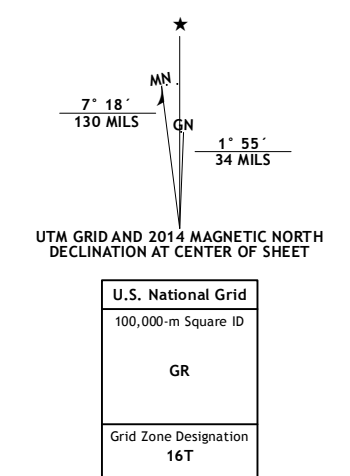 ★
MN
7° 18´
130 MILS
GN
1° 55´
34 MILS
UTM GRID AND 2014 MAGNETIC NORTH
DECLINATION AT CENTER OF SHEET
U.S. National Grid
100,000-m Square ID
GR
Grid Zone Designation
16T